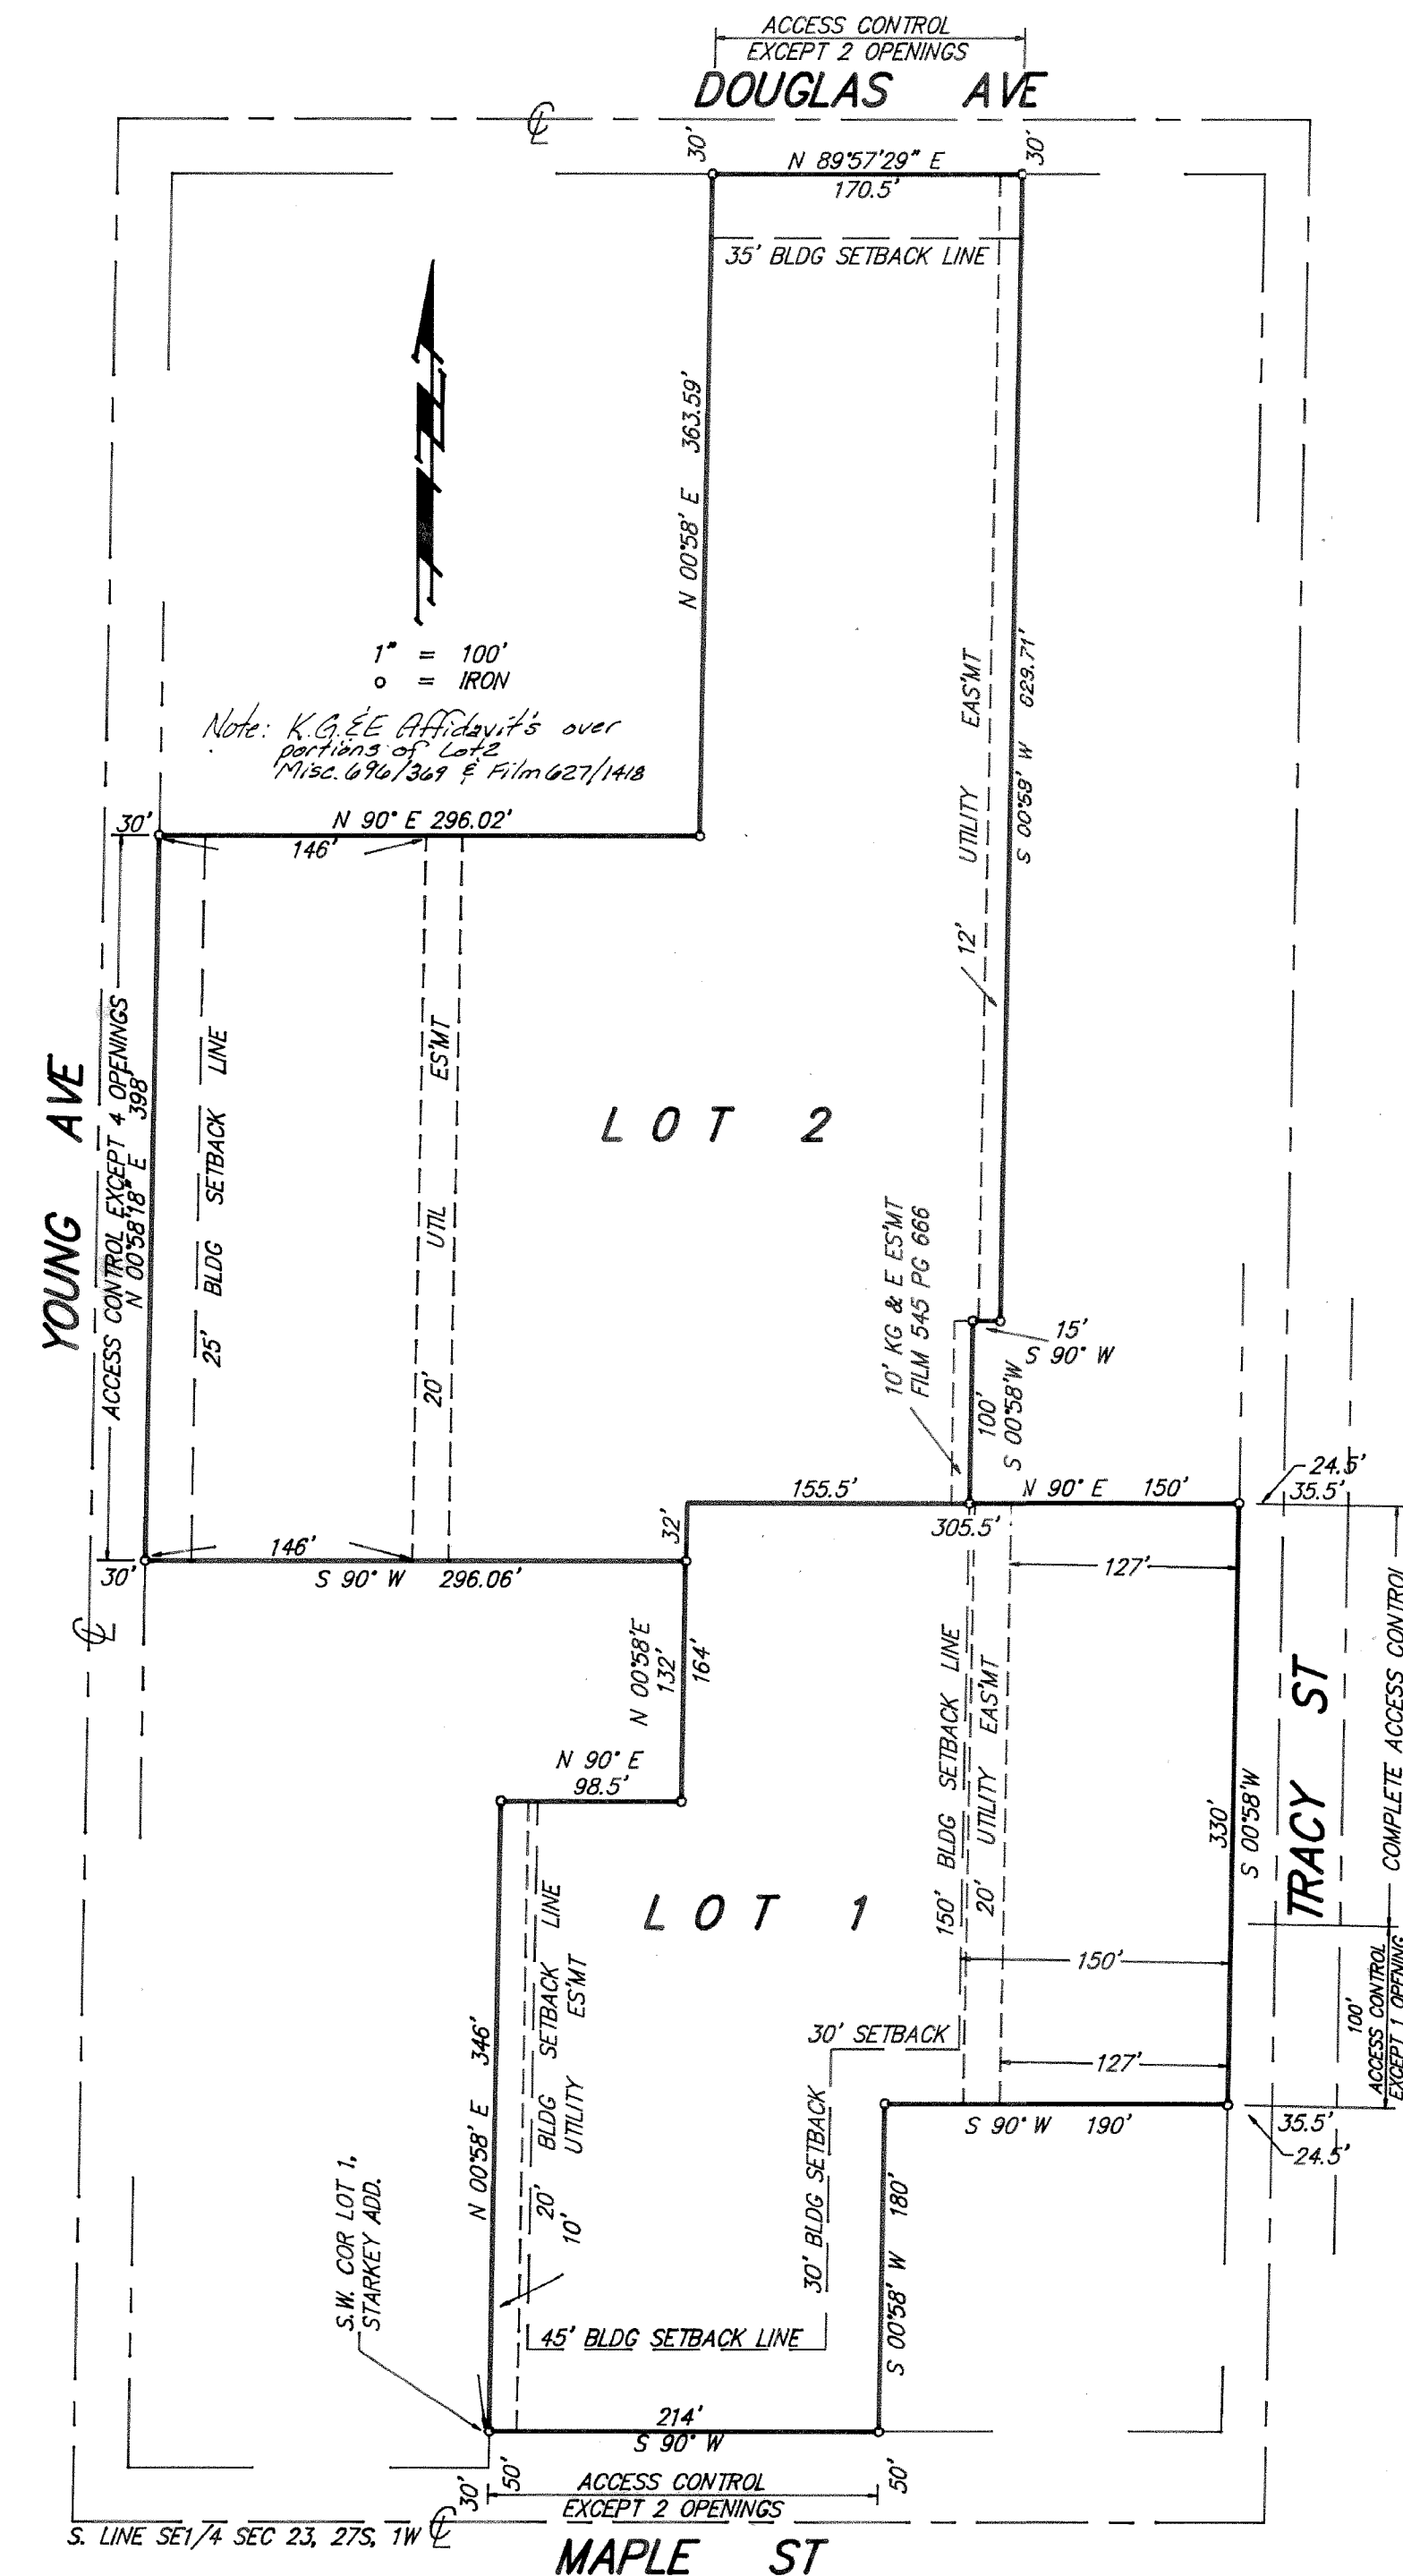 ACCESS CONTROL
EXCEPT 2 OPENINGS
DOUGLAS AVE
℄
30'
N 89°57'29" E
30'
170.5'
35' BLDG SETBACK LINE
N 00°58' E 363.59'
1" = 100'
o = IRON
Note: K.G.&E Affidavit's over
portions of Lot 2
Misc. 696/369 & Film 627/1418
12' UTILITY EAS'MT
S 00°58' W 629.71'
30'
N 90° E 296.02'
146'
YOUNG AVE
ACCESS CONTROL EXCEPT 4 OPENINGS
N 00°58'18" E 398'
25' BLDG SETBACK LINE
20' UTIL ES'MT
LOT 2
10' KG & E ES'MT
FILM 545 PG 666
15'
S 90° W
100'
S 00°58'W
155.5'
N 90° E 150'
24.5'
35.5'
305.5'
32'
146'
30'
S 90° W 296.06'
℄
127'
N 00°58'E
132'
164'
N 90° E
98.5'
150' BLDG SETBACK LINE
20' UTILITY EAS'MT
330'
S 00°58'W
TRACY ST
COMPLETE ACCESS CONTROL
100'
ACCESS CONTROL
EXCEPT 1 OPENING
LOT 1
150'
30' SETBACK
127'
N 00°58' E 346'
20' BLDG SETBACK LINE
10' UTILITY ES'MT
30' BLDG SETBACK
S 90° W 190'
35.5'
24.5'
S 00°58' W 180'
S.W. COR LOT 1,
STARKEY ADD.
45' BLDG SETBACK LINE
214'
S 90° W
30'
50'
50'
ACCESS CONTROL
EXCEPT 2 OPENINGS
S. LINE SE1/4 SEC 23, 27S, 1W
℄
MAPLE ST